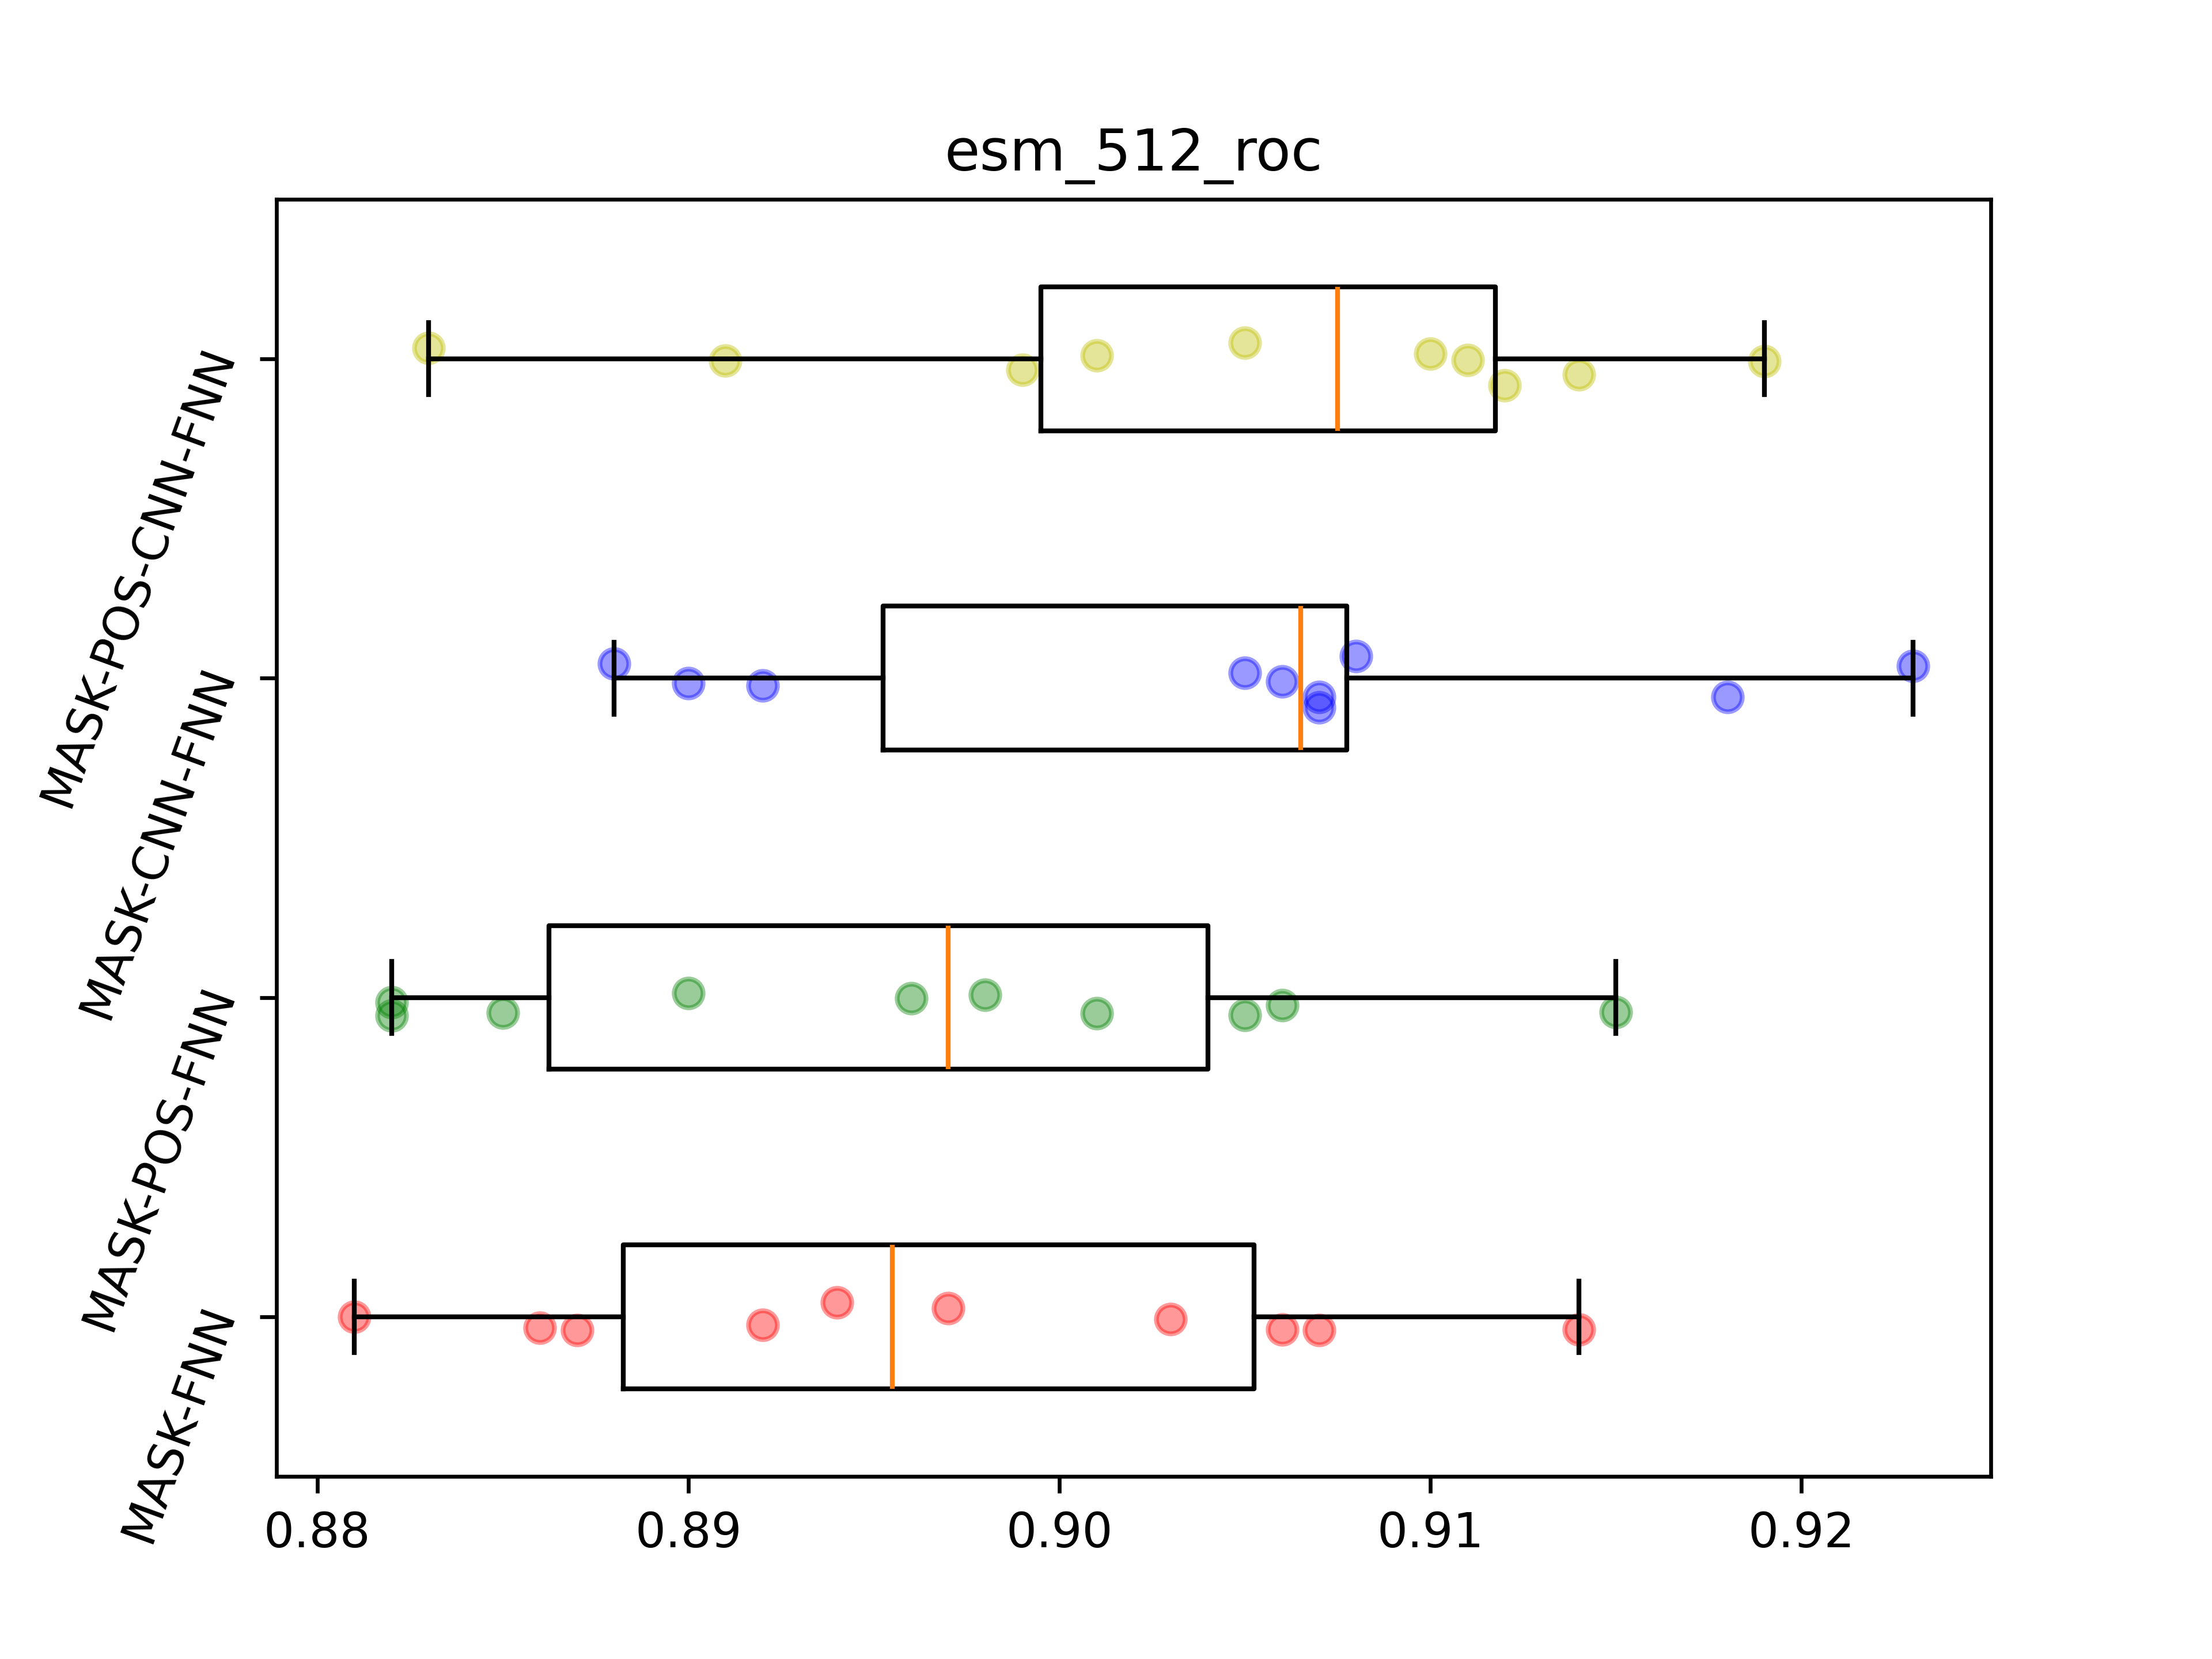 esm_512_roc
MASK-POS-CNN-FNN
MASK-CNN-FNN
MASK-POS-FNN
MASK-FNN
0.88 0.89 0.90 0.91 0.92